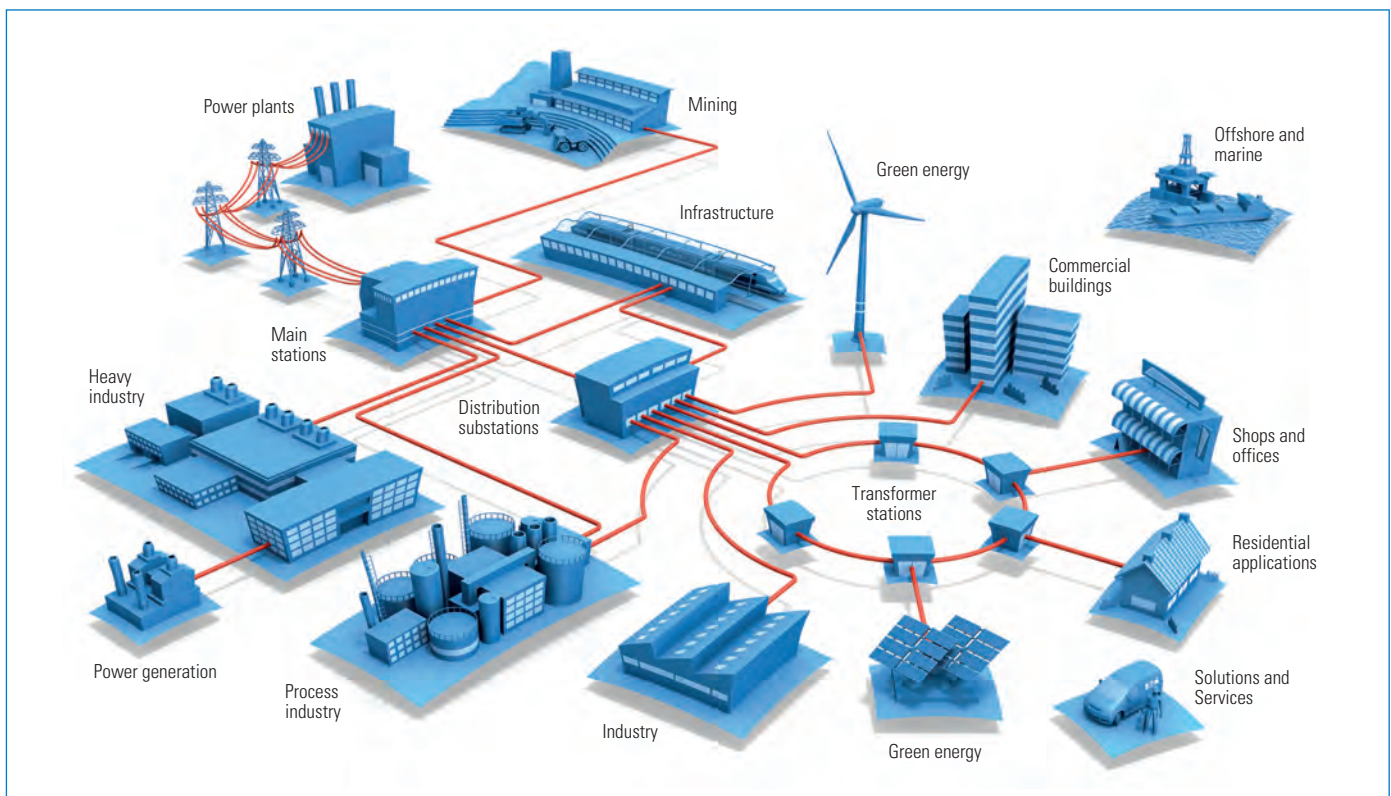 Power plants
Mining
Offshore and
marine
Green energy
Infrastructure
Commercial
buildings
Main
stations
Heavy
industry
Distribution
substations
Shops and
offices
Transformer
stations
Residential
applications
Power generation
Process
industry
Industry
Green energy
Solutions and
Services